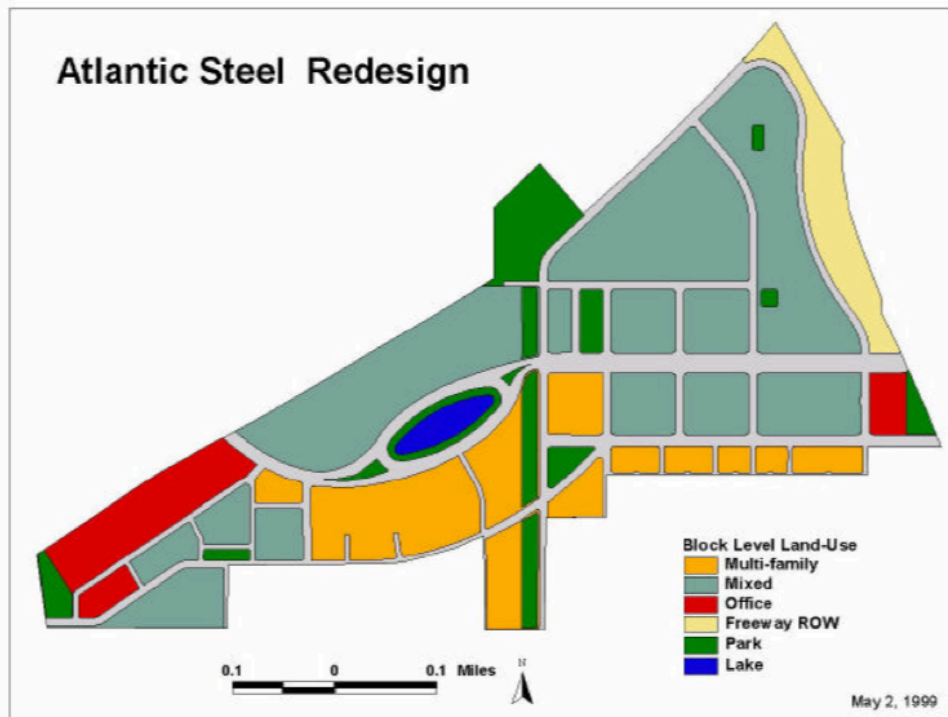 Atlantic Steel Redesign
Block Level Land-Use
Multi-family
Mixed
Office
Freeway ROW
Park
Lake
0.1 0 0.1 Miles
N
May 2, 1999